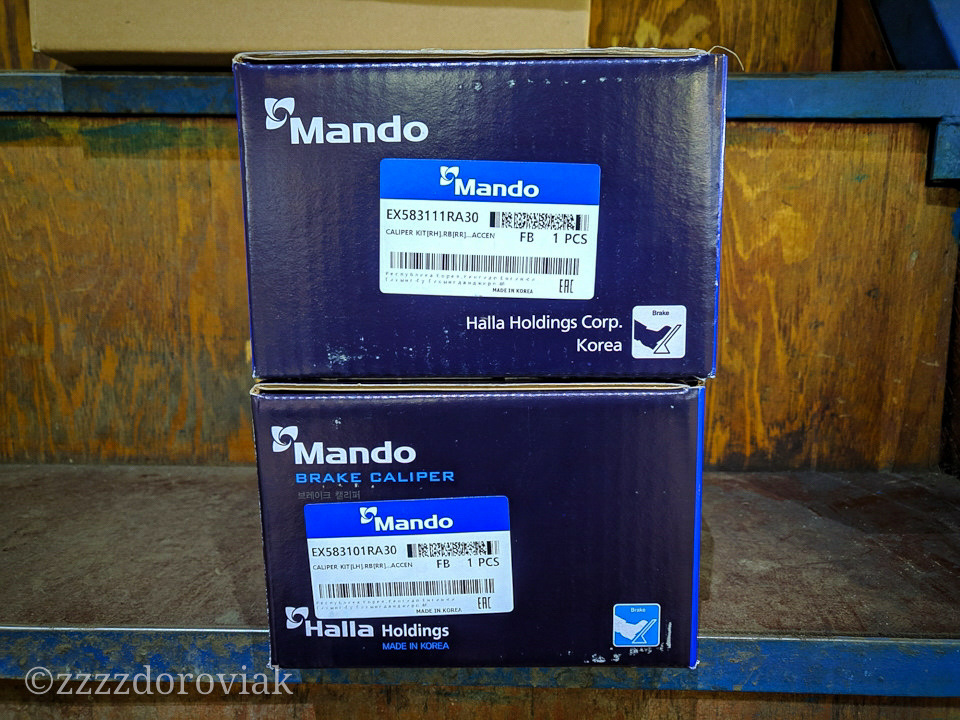 Mando
Mando
EX583111RA30
CALIPER KIT[RH].RB[RR]...ACCEN
FB 1 PCS
MADE IN KOREA
EAC
Halla Holdings Corp.
Korea
Brake
Mando
BRAKE CALIPER
브레이크 캘리퍼
Mando
EX583101RA30
CALIPER KIT[LH].RB[RR]...ACCEN
FB 1 PCS
MADE IN KOREA
EAC
Halla Holdings
MADE IN KOREA
Brake
©zzzzdoroviak